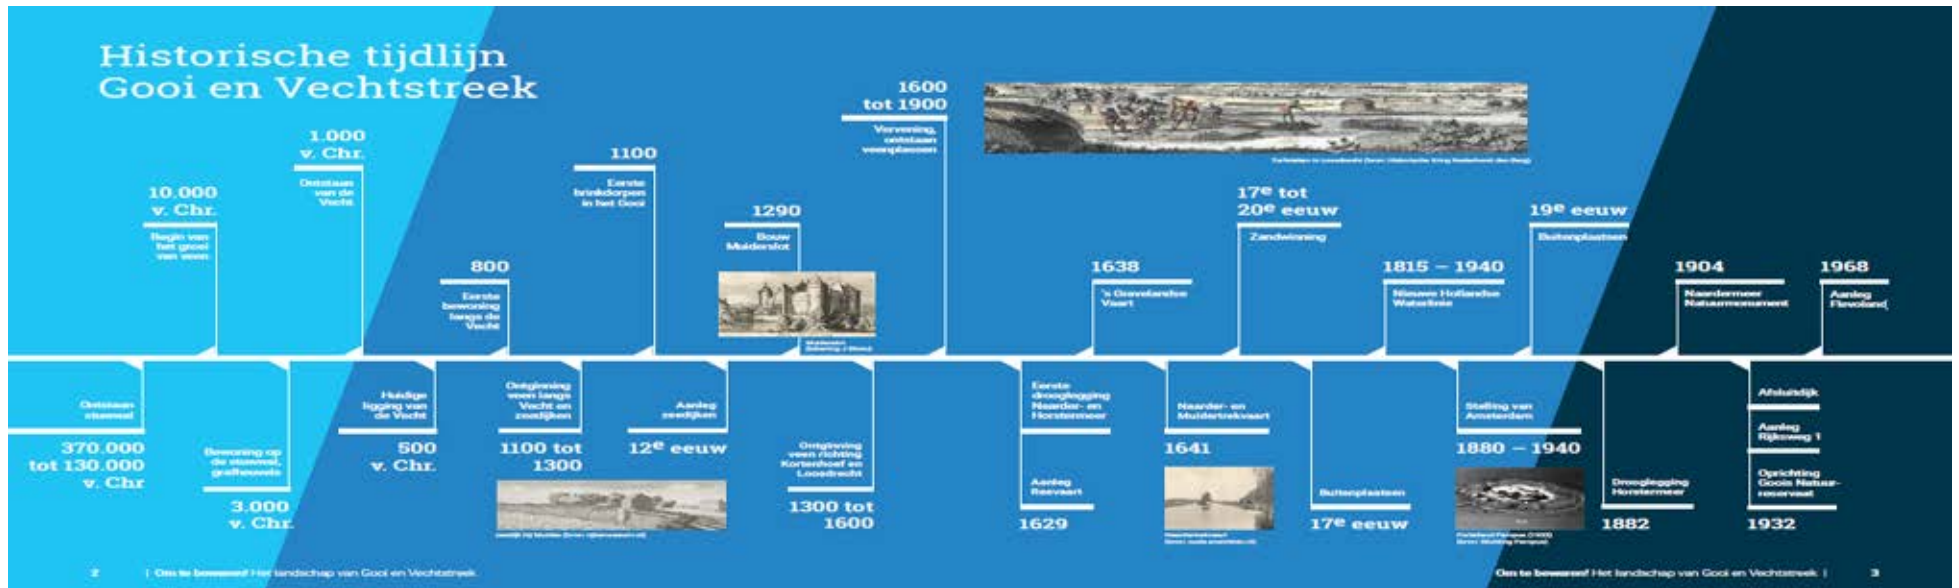 Historische tijdlijn
Gooi en Vechtstreek
370.000
tot 130.000
v. Chr
Ontstaan
stuwwal
10.000
v. Chr.
Begin van
het groei
van veen
3.000
v. Chr.
Bewoning op
de stuwwal,
grafheuvels
1.000
v. Chr.
Ontstaan
van de
Vecht
500
v. Chr.
Huidige
ligging van
de Vecht
800
Eerste
bewoning
langs de
Vecht
1100 tot
1300
Ontginning
veen langs
Vecht en
zeedijken
1100
Eerste
brinkdorpen
in het Gooi
12e eeuw
Aanleg
zeedijken
1290
Bouw
Muiderslot
1300 tot
1600
Ontginning
veen richting
Kortenhoef en
Loosdrecht
1600
tot 1900
Vervening,
ontstaan
veenplassen
Eerste
drooglegging
Naarder- en
Horstermeer
Aanleg
Reevaart
1629
1638
's Gravelandse
Vaart
Naarder- en
Muidertrekvaart
1641
17e tot
20e eeuw
Zandwinning
Buitenplaatsen
17e eeuw
1815 – 1940
Nieuwe Hollandse
Waterlinie
Stelling van
Amsterdam
1880 – 1940
19e eeuw
Buitenplaatsen
Drooglegging
Horstermeer
1882
1904
Naardermeer
Natuurmonument
Afsluitdijk
Aanleg
Rijksweg 1
Oprichting
Goois Natuur-
reservaat
1932
1968
Aanleg
Flevoland,
2 | Om te bewaren! Het landschap van Gooi en Vechtstreek
Om te bewaren! Het landschap van Gooi en Vechtstreek | 3